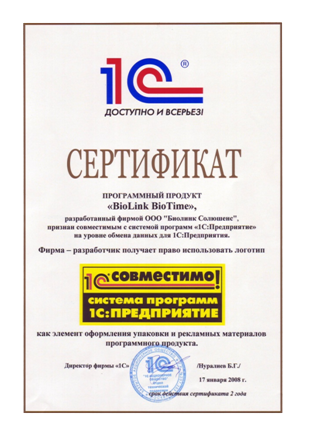 1С®
ДОСТУПНО И ВСЕРЬЕЗ!
СЕРТИФИКАТ
ПРОГРАММНЫЙ ПРОДУКТ
«BioLink BioTime»,
разработанный фирмой ООО "Биолинк Солюшенс",
признан совместимым с системой программ «1С:Предприятие»
на уровне обмена данных для 1С:Предприятия.
Фирма – разработчик получает право использовать логотип
1С СОВМЕСТИМО!
система программ
1С:ПРЕДПРИЯТИЕ
как элемент оформления упаковки и рекламных материалов
программного продукта.
Директор фирмы «1С» /Нуралиев Б.Г./
17 января 2008 г.
срок действия сертификата 2 года